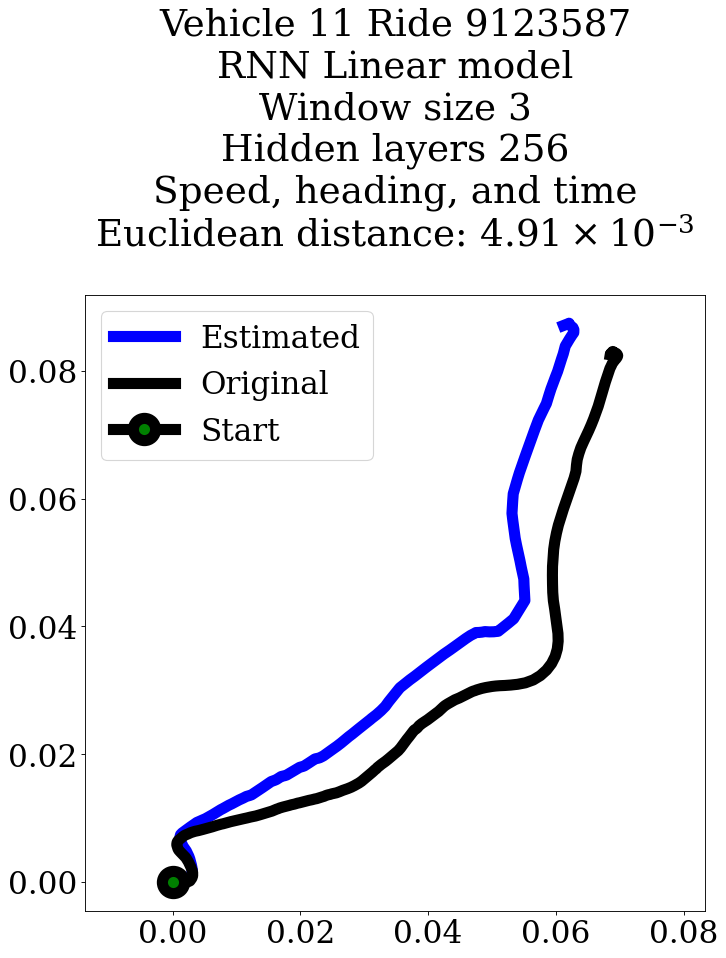 Vehicle 11 Ride 9123587
RNN Linear model
Window size 3
Hidden layers 256
Speed, heading, and time
Euclidean distance: 4.91 × 10⁻³
Estimated
Original
Start
0.08
0.06
0.04
0.02
0.00
0.00 0.02 0.04 0.06 0.08